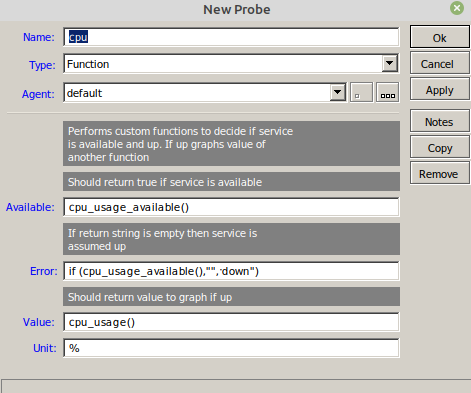 New Probe
Name: cpu Ok
Type: Function Cancel
Agent: default Apply
Performs custom functions to decide if service
is available and up. If up graphs value of
another function
Notes
Copy
Remove
Should return true if service is available
Available: cpu_usage_available()
If return string is empty then service is
assumed up
Error: if (cpu_usage_available(),"","down")
Should return value to graph if up
Value: cpu_usage()
Unit: %